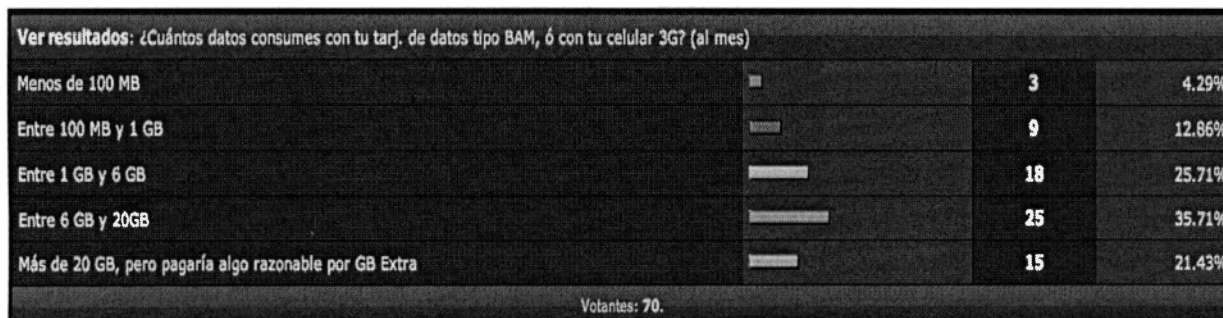 Ver resultados: ¿Cuántos datos consumes con tu tarj. de datos tipo BAM, ó con tu celular 3G? (al mes)
Menos de 100 MB 3 4.29%
Entre 100 MB y 1 GB 9 12.86%
Entre 1 GB y 6 GB 18 25.71%
Entre 6 GB y 20GB 25 35.71%
Más de 20 GB, pero pagaría algo razonable por GB Extra 15 21.43%
Votantes: 70.